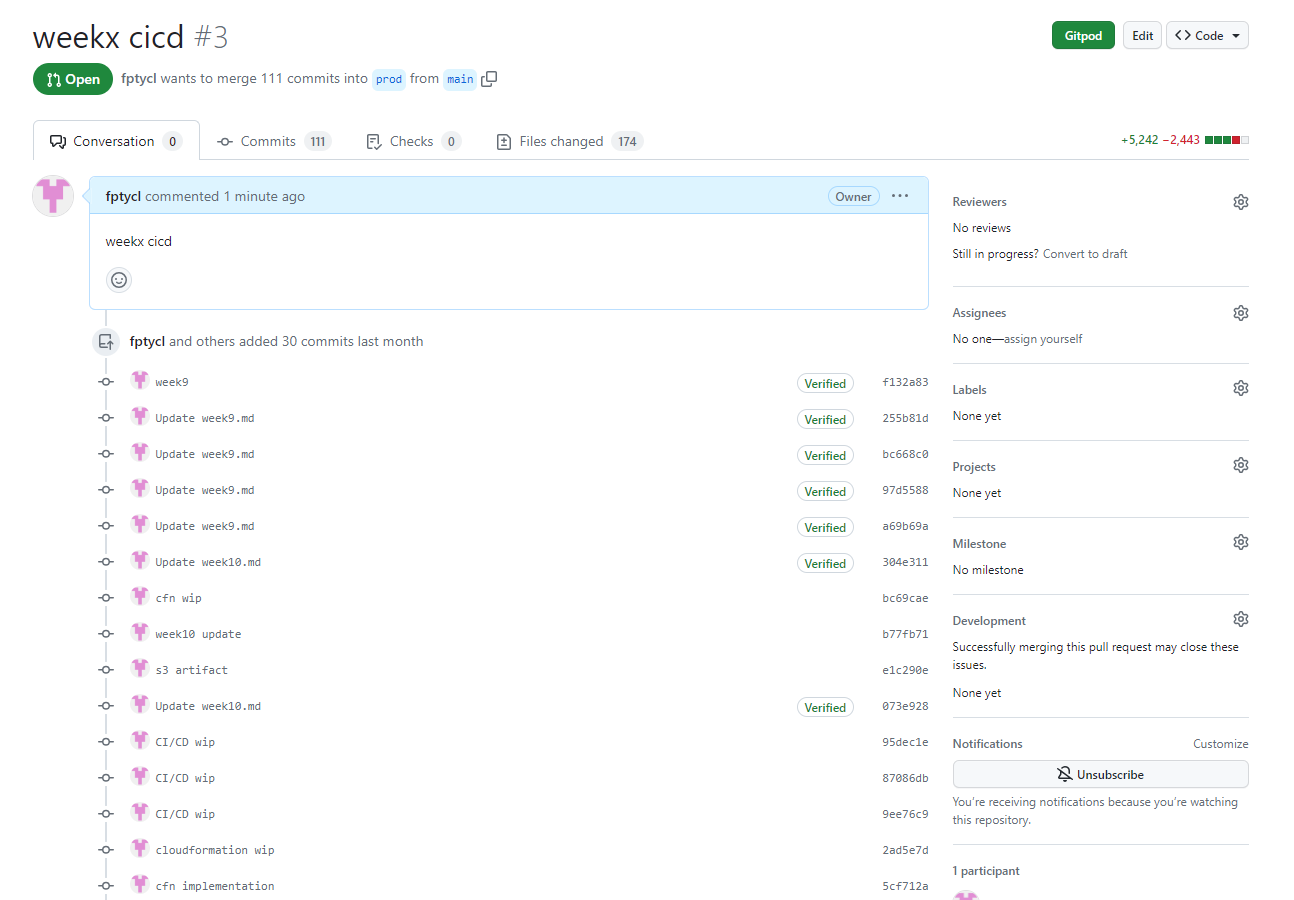 weekx cicd #3
Gitpod Edit <> Code
Open fptycl wants to merge 111 commits into prod from main
Conversation 0 Commits 111 Checks 0 Files changed 174 +5,242 −2,443
fptycl commented 1 minute ago Owner ···
weekx cicd
fptycl and others added 30 commits last month
week9 Verified f132a83
Update week9.md Verified 255b81d
Update week9.md Verified bc668c0
Update week9.md Verified 97d5588
Update week9.md Verified a69b69a
Update week10.md Verified 304e311
cfn wip bc69cae
week10 update b77fb71
s3 artifact e1c290e
Update week10.md Verified 073e928
CI/CD wip 95dec1e
CI/CD wip 87086db
CI/CD wip 9ee76c9
cloudformation wip 2ad5e7d
cfn implementation 5cf712a
Reviewers
No reviews
Still in progress? Convert to draft
Assignees
No one—assign yourself
Labels
None yet
Projects
None yet
Milestone
No milestone
Development
Successfully merging this pull request may close these
issues.
None yet
Notifications Customize
Unsubscribe
You're receiving notifications because you're watching
this repository.
1 participant